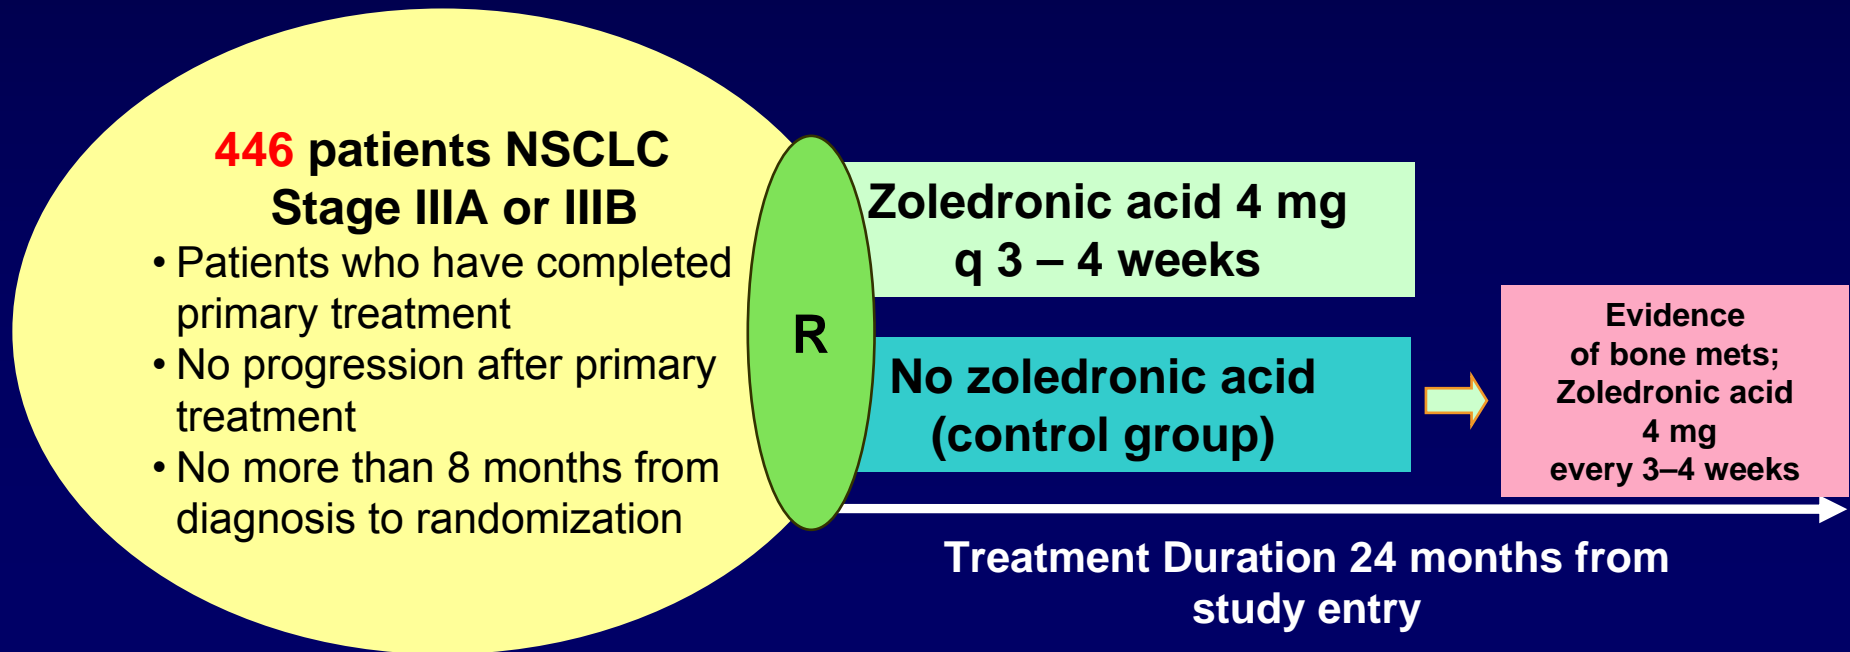 446 patients NSCLC
Stage IIIA or IIIB
• Patients who have completed
primary treatment
• No progression after primary
treatment
• No more than 8 months from
diagnosis to randomization
R
Zoledronic acid 4 mg
q 3 – 4 weeks
No zoledronic acid
(control group)
Evidence
of bone mets;
Zoledronic acid
4 mg
every 3–4 weeks
Treatment Duration 24 months from
study entry